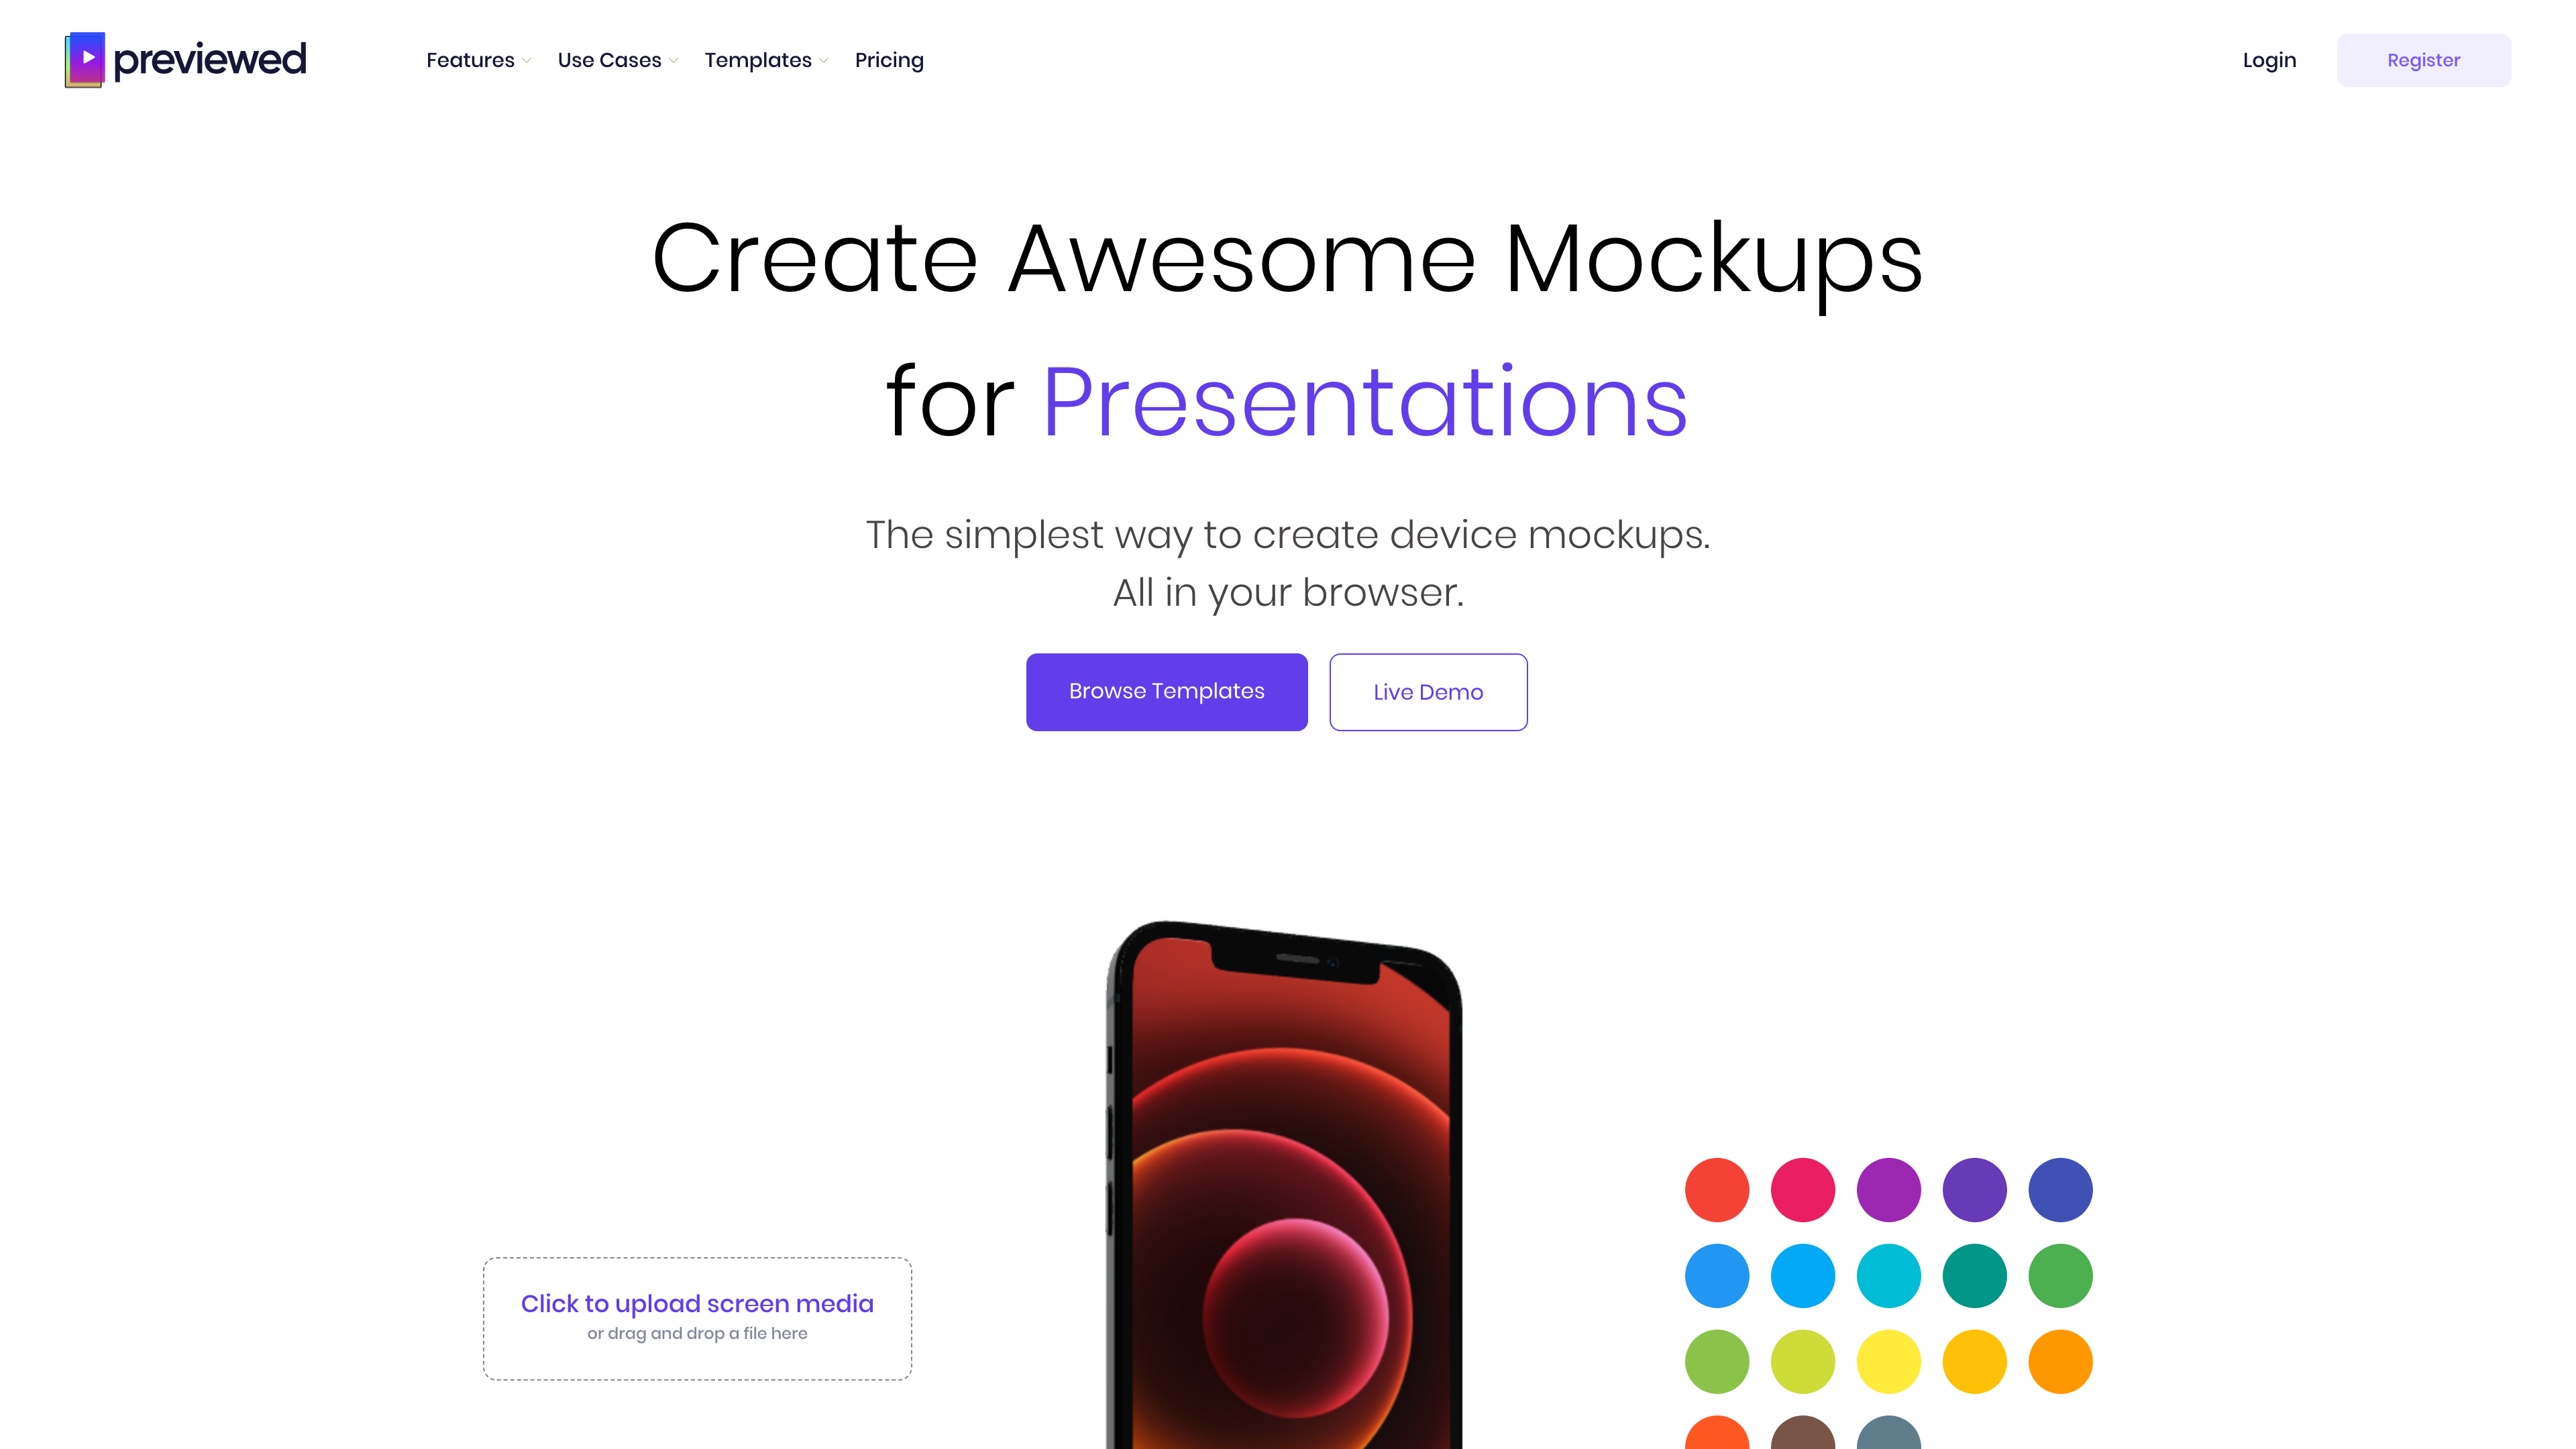 previewed
Features
Use Cases
Templates
Pricing
Login
Register
Create Awesome Mockups
for Presentations
The simplest way to create device mockups.
All in your browser.
Browse Templates
Live Demo
Click to upload screen media
or drag and drop a file here